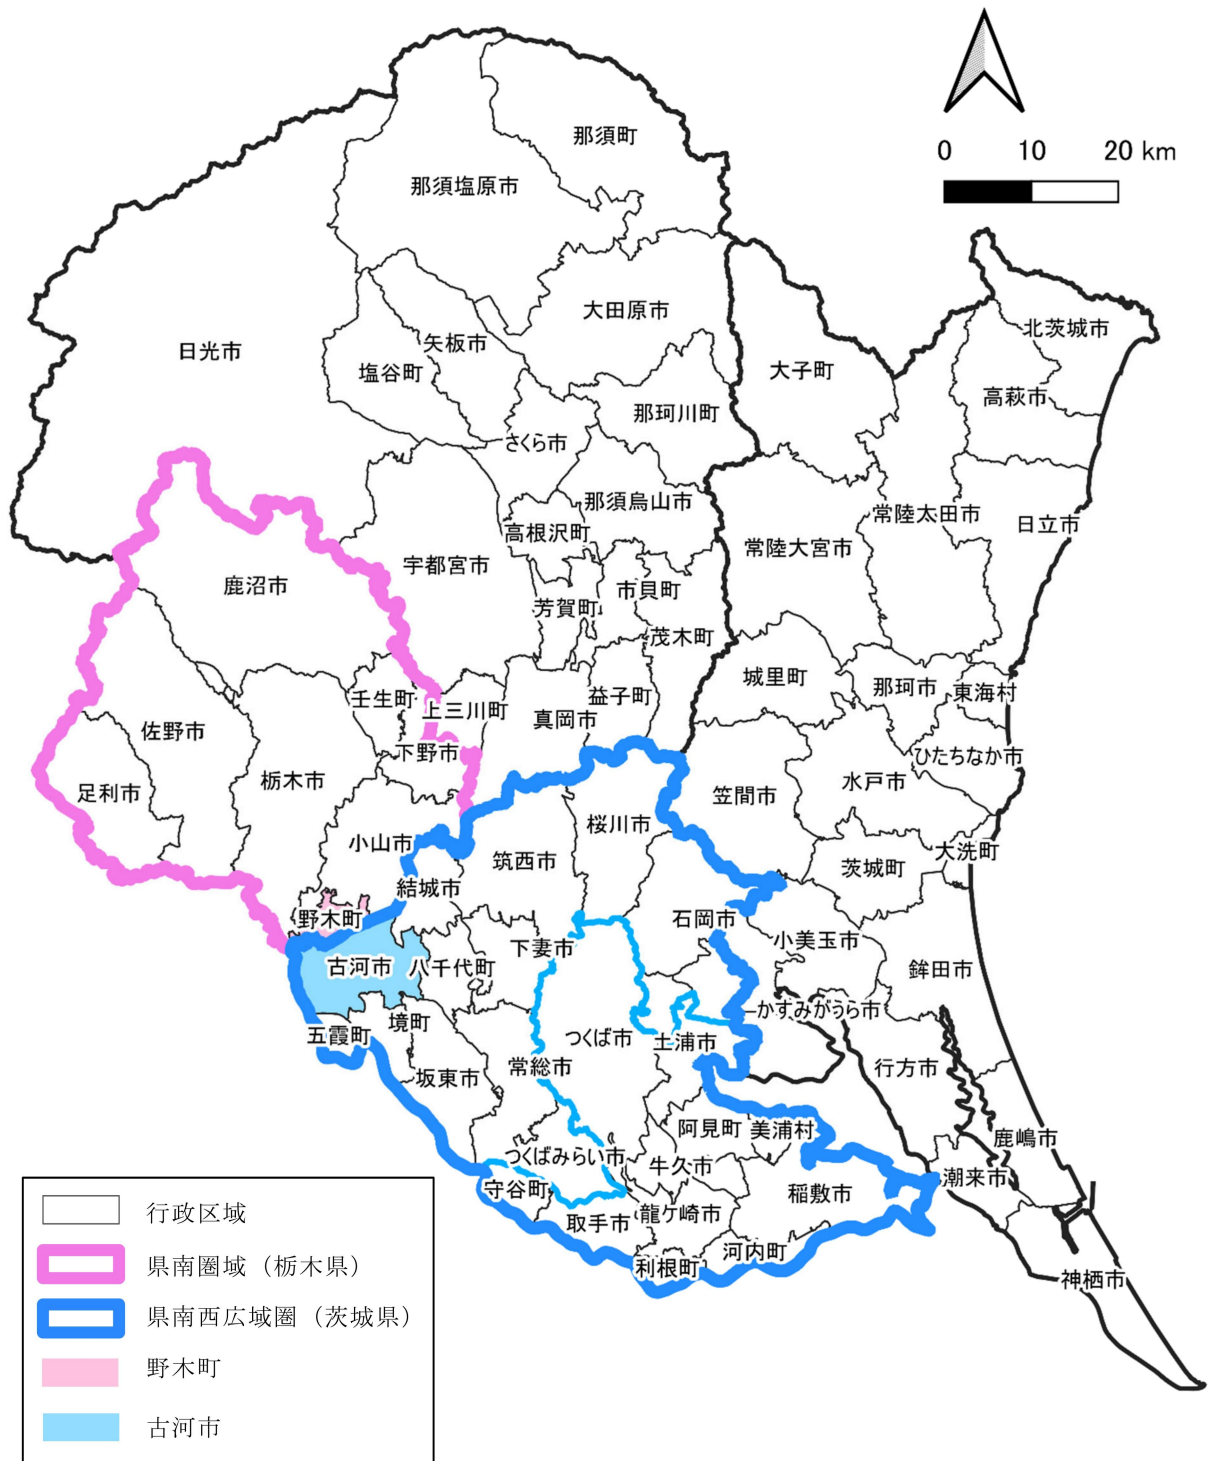 那須町
0 10 20 km
那須塩原市
大田原市
北茨城市
矢板市
日光市
塩谷町
大子町
高萩市
那珂川町
さくら市
那須烏山市
常陸太田市
日立市
高根沢町
常陸大宮市
宇都宮市
鹿沼市
市貝町
芳賀町
茂木町
城里町
那珂市
東海村
益子町
壬生町
上三川町
真岡市
佐野市
下野市
ひたちなか市
栃木市
水戸市
足利市
笠間市
桜川市
小山市
大洗町
筑西市
茨城町
結城市
野木町
石岡市
小美玉市
下妻市
古河市
八千代町
鉾田市
かすみがうら市
境町
五霞町
つくば市
土浦市
常総市
行方市
坂東市
阿見町
美浦村
鹿嶋市
つくばみらい市
牛久市
潮来市
守谷町
稲敷市
龍ケ崎市
取手市
河内町
利根町
神栖市
行政区域
県南圏域（栃木県）
県南西広域圏（茨城県）
野木町
古河市